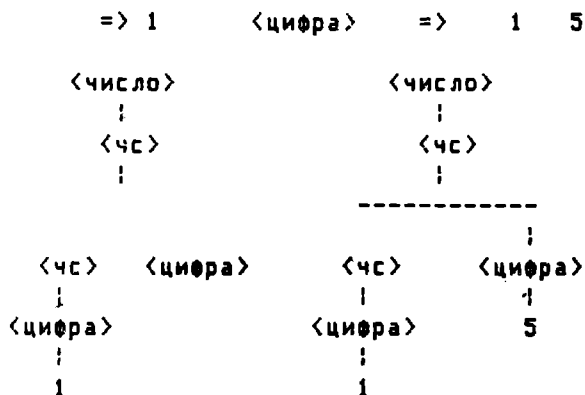 => 1 <цифра> => 1 5
<число> <число>
<чс> <чс>
<чс> <цифра> <чс> <цифра>
<цифра> <цифра> 5
1 1